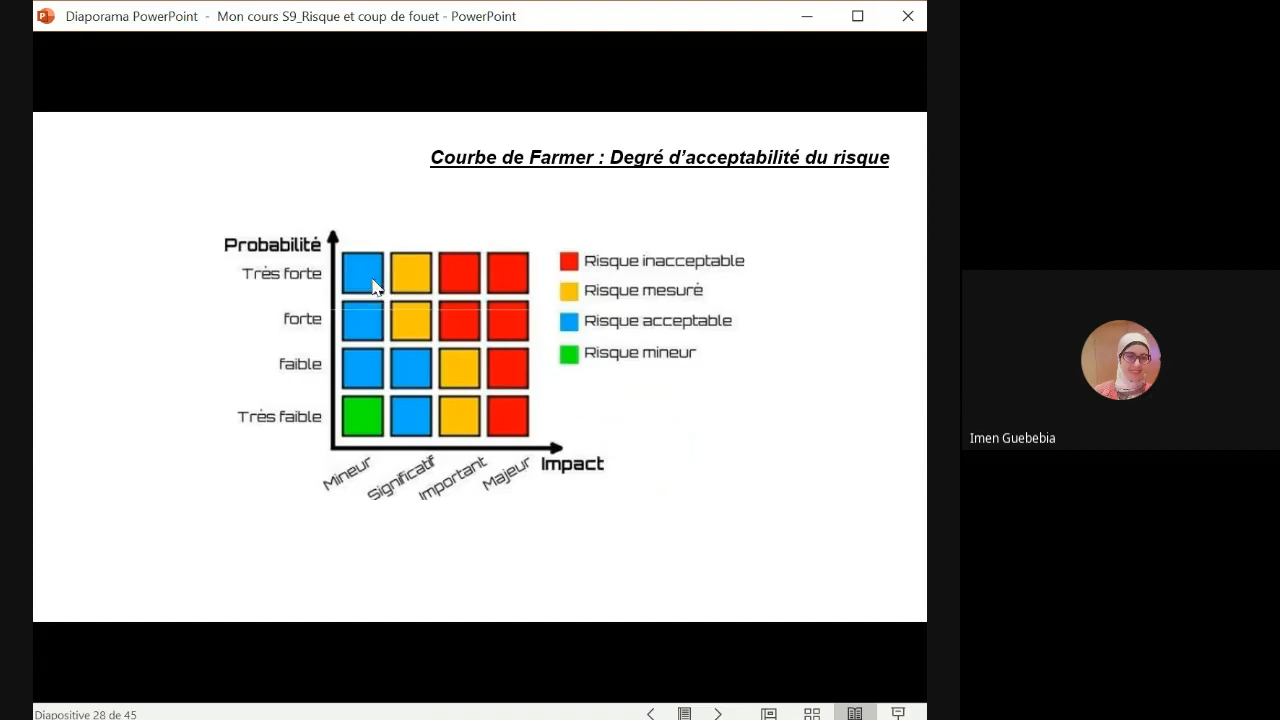 Diaporama PowerPoint - Mon cours S9_Risque et coup de fouet - PowerPoint
Courbe de Farmer : Degré d’acceptabilité du risque
Probabilité
Très forte
forte
faible
Très faible
Mineur
Significatif
Important
Majeur
Impact
Risque inacceptable
Risque mesuré
Risque acceptable
Risque mineur
Imen Guebebia
Diapositive 28 de 45